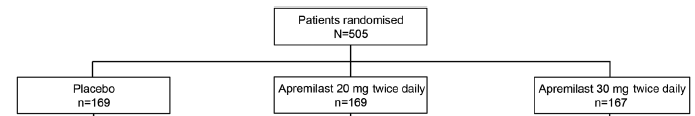 Patients randomised
N=505
Placebo
n=169
Apremilast 20 mg twice daily
n=169
Apremilast 30 mg twice daily
n=167